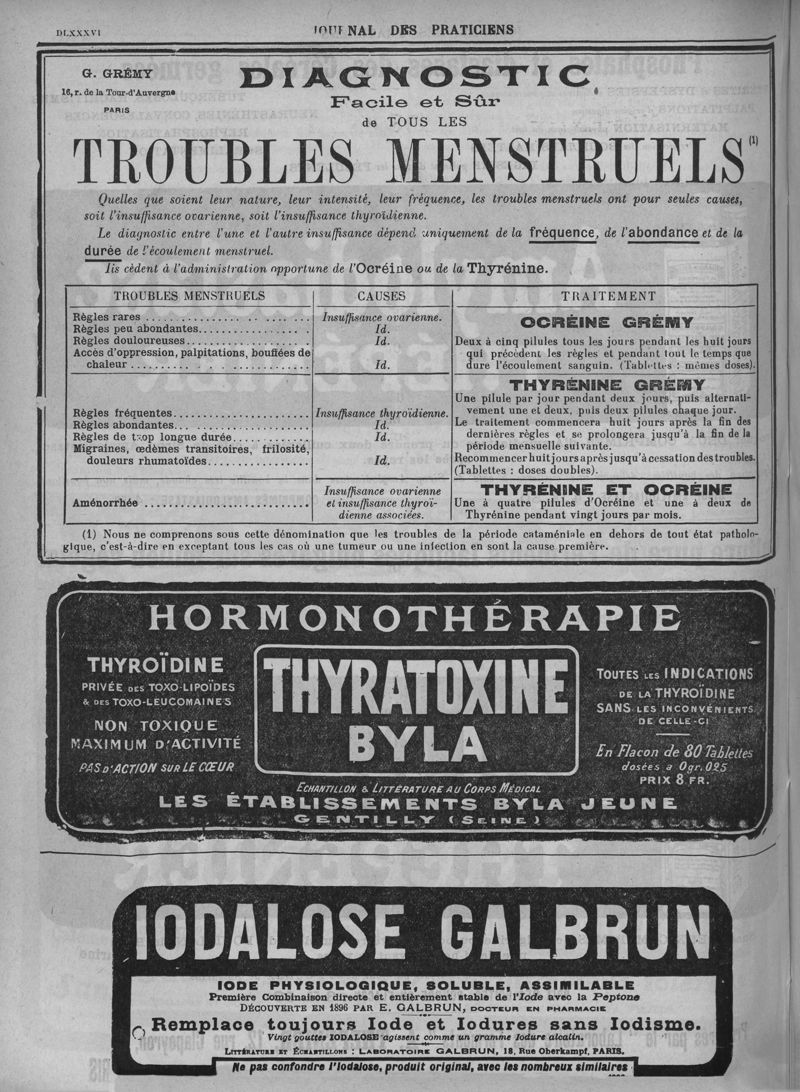 DLXXXVI
JOURNAL DES PRATICIENS
G. GRÉMY
16, r. de la Tour-d'Auvergne
PARIS
DIAGNOSTIC
Facile et Sûr
de TOUS LES
TROUBLES MENSTRUELS (1)
Quelles que soient leur nature, leur intensité, leur fréquence, les troubles menstruels ont pour seules causes,
soit l'insuffisance ovarienne, soit l'insuffisance thyroïdienne.
Le diagnostic entre l'une et l'autre insuffisance dépend uniquement de la fréquence, de l'abondance et de la
durée de l'écoulement menstruel.
Ils cèdent à l'administration opportune de l'Ocréine ou de la Thyrénine.
TROUBLES MENSTRUELS
CAUSES
TRAITEMENT
Règles rares
Insuffisance ovarienne.
Règles peu abondantes
Id.
Règles douloureuses
Id.
Accès d'oppression, palpitations, bouffées de
chaleur
Id.
OCRÉINE GRÉMY
Deux à cinq pilules tous les jours pendant les huit jours
qui précèdent les règles et pendant tout le temps que
dure l'écoulement sanguin. (Tablettes : mêmes doses).
Règles fréquentes
Insuffisance thyroïdienne.
Règles abondantes
Id.
Règles de trop longue durée
Id.
Migraines, œdèmes transitoires, frilosité,
douleurs rhumatoïdes
Id.
THYRÉNINE GRÉMY
Une pilule par jour pendant deux jours, puis alternati-
vement une et deux, puis deux pilules chaque jour.
Le traitement commencera huit jours après la fin des
dernières règles et se prolongera jusqu'à la fin de la
période mensuelle suivante.
Recommencer huit jours après jusqu'à cessation des troubles.
(Tablettes : doses doubles).
Aménorrhée
Insuffisance ovarienne
et insuffisance thyroï-
dienne associées.
THYRÉNINE ET OCRÉINE
Une à quatre pilules d'Ocréine et une à deux de
Thyrénine pendant vingt jours par mois.
(1) Nous ne comprenons sous cette dénomination que les troubles de la période cataméniale en dehors de tout état patholo-
gique, c'est-à-dire en exceptant tous les cas où une tumeur ou une infection en sont la cause première.
HORMONOTHÉRAPIE
THYROÏDINE
PRIVÉE DES TOXO-LIPOÏDES
& DES TOXO-LEUCOMAINES
NON TOXIQUE
MAXIMUM D'ACTIVITÉ
PAS D'ACTION SUR LE CŒUR
THYRATOXINE
BYLA
TOUTES LES INDICATIONS
DE LA THYROÏDINE
SANS LES INCONVÉNIENTS
DE CELLE-CI
En Flacon de 80 Tablettes
dosées a 0gr. 025
PRIX 8 FR.
ÉCHANTILLON & LITTÉRATURE AU CORPS MÉDICAL
LES ÉTABLISSEMENTS BYLA JEUNE
GENTILLY (SEINE)
IODALOSE GALBRUN
IODE PHYSIOLOGIQUE, SOLUBLE, ASSIMILABLE
Première Combinaison directe et entièrement stable de l'Iode avec la Peptone
DÉCOUVERTE EN 1896 PAR E. GALBRUN, DOCTEUR EN PHARMACIE
Remplace toujours Iode et Iodures sans Iodisme.
Vingt gouttes IODALOSE agissent comme un gramme Iodure alcalin.
LITTÉRATURE ET ÉCHANTILLONS : LABORATOIRE GALBRUN, 18, Rue Oberkampf, PARIS.
Ne pas confondre l'Iodalose, produit original, avec les nombreux similaires